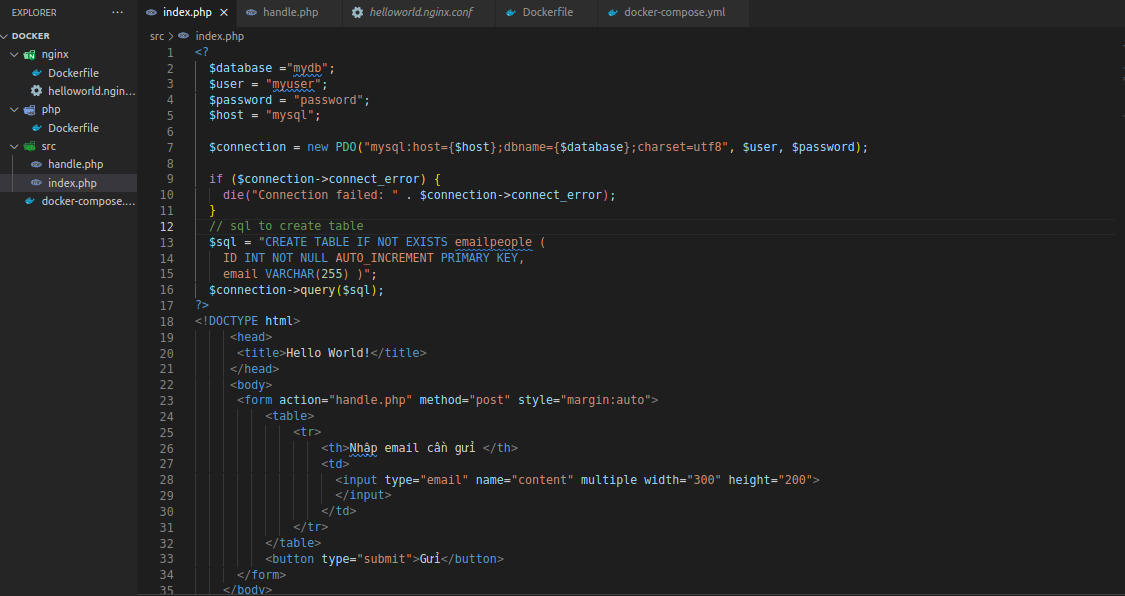 EXPLORER ···
index.php × handle.php helloworld.nginx.conf Dockerfile docker-compose.yml
DOCKER
nginx
Dockerfile
helloworld.ngin...
php
Dockerfile
src
handle.php
index.php
docker-compose....
src > index.php
1 <?
2 $database ="mydb";
3 $user = "myuser";
4 $password = "password";
5 $host = "mysql";
6
7 $connection = new PDO("mysql:host={$host};dbname={$database};charset=utf8", $user, $password);
8
9 if ($connection->connect_error) {
10 die("Connection failed: " . $connection->connect_error);
11 }
12 // sql to create table
13 $sql = "CREATE TABLE IF NOT EXISTS emailpeople (
14 ID INT NOT NULL AUTO_INCREMENT PRIMARY KEY,
15 email VARCHAR(255) )";
16 $connection->query($sql);
17 ?>
18 <!DOCTYPE html>
19 <head>
20 <title>Hello World!</title>
21 </head>
22 <body>
23 <form action="handle.php" method="post" style="margin:auto">
24 <table>
25 <tr>
26 <th>Nhập email cần gửi </th>
27 <td>
28 <input type="email" name="content" multiple width="300" height="200">
29 </input>
30 </td>
31 </tr>
32 </table>
33 <button type="submit">Gửi</button>
34 </form>
35 </body>